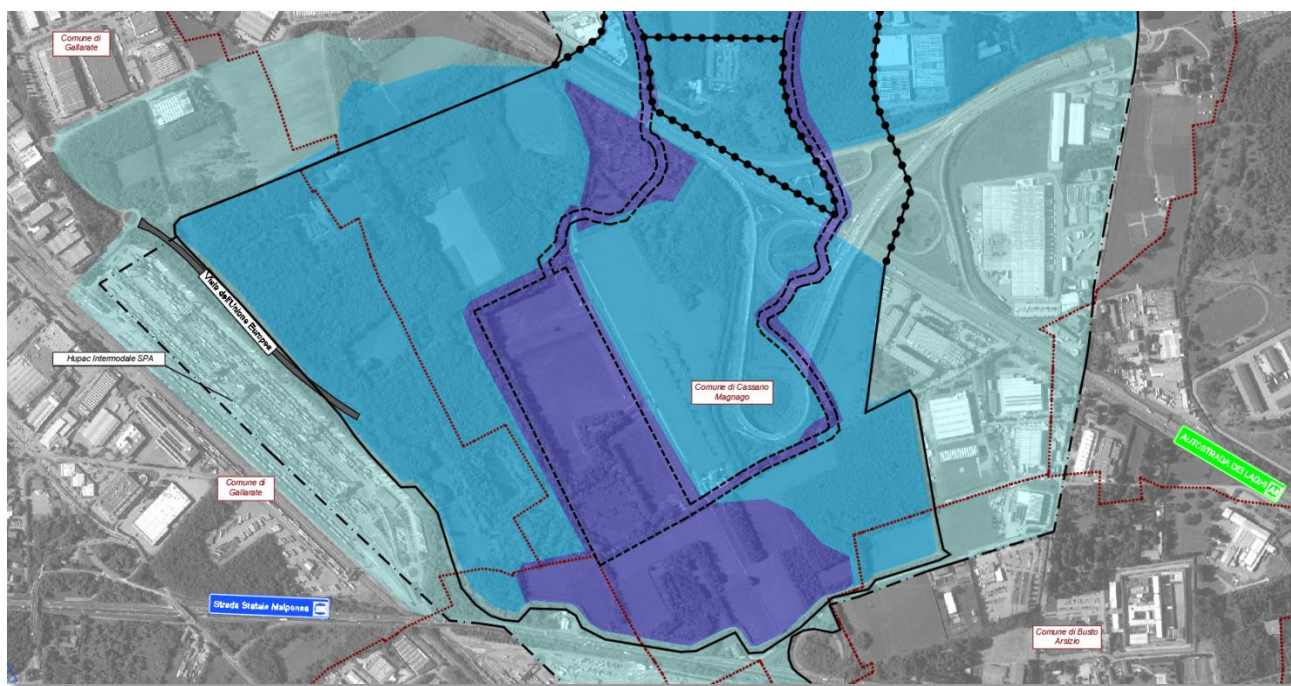 Comune di
Gallarate
Viale dell'Unione Europea
Hupac Intermodale SPA
Comune di Cassano
Magnago
AUTOSTRADA DEI LAGHI A8
Comune di
Gallarate
Strada Statale Malpensa
Comune di Busto
Arsizio